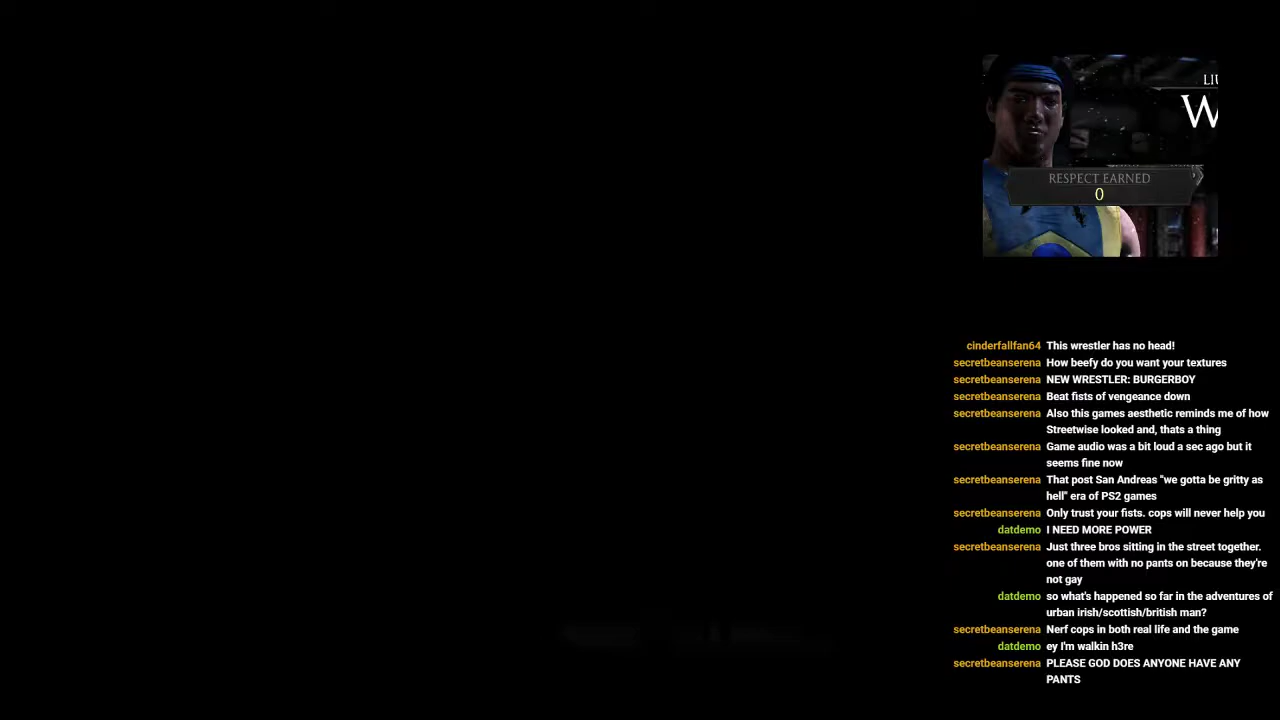 LIU
W
RESPECT EARNED
0
cinderfallfan64 This wrestler has no head!
secretbeanserena How beefy do you want your textures
secretbeanserena NEW WRESTLER: BURGERBOY
secretbeanserena Beat fists of vengeance down
secretbeanserena Also this games aesthetic reminds me of how
Streetwise looked and, thats a thing
secretbeanserena Game audio was a bit loud a sec ago but it
seems fine now
secretbeanserena That post San Andreas "we gotta be gritty as
hell" era of PS2 games
secretbeanserena Only trust your fists. cops will never help you
datdemo I NEED MORE POWER
secretbeanserena Just three bros sitting in the street together.
one of them with no pants on because they're
not gay
datdemo so what's happened so far in the adventures of
urban irish/scottish/british man?
secretbeanserena Nerf cops in both real life and the game
datdemo ey I'm walkin h3re
secretbeanserena PLEASE GOD DOES ANYONE HAVE ANY
PANTS